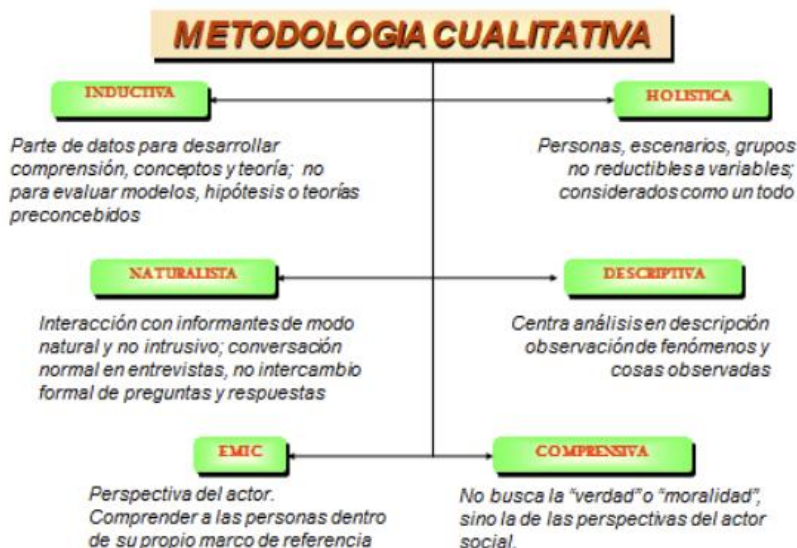 METODOLOGIA CUALITATIVA
INDUCTIVA
Parte de datos para desarrollar
comprensión, conceptos y teoría; no
para evaluar modelos, hipótesis o teorías
preconcebidos
HOLISTICA
Personas, escenarios, grupos
no reductibles a variables;
considerados como un todo
NATURALISTA
Interacción con informantes de modo
natural y no intrusivo; conversación
normal en entrevistas, no intercambio
formal de preguntas y respuestas
DESCRIPTIVA
Centra análisis en descripción
observación de fenómenos y
cosas observadas
EMIC
Perspectiva del actor.
Comprender a las personas dentro
de su propio marco de referencia
COMPRENSIVA
No busca la “verdad” o “moralidad”,
sino la de las perspectivas del actor
social.